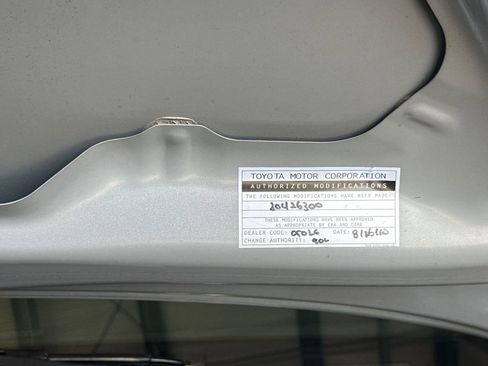 TOYOTA MOTOR CORPORATION
AUTHORIZED MODIFICATIONS
THE FOLLOWING MODIFICATIONS HAVE BEEN MADE:
THESE MODIFICATIONS HAVE BEEN APPROVED
AS APPROPRIATE BY EPA AND CARB
DEALER CODE: DATE:
CHANGE AUTHORITY: